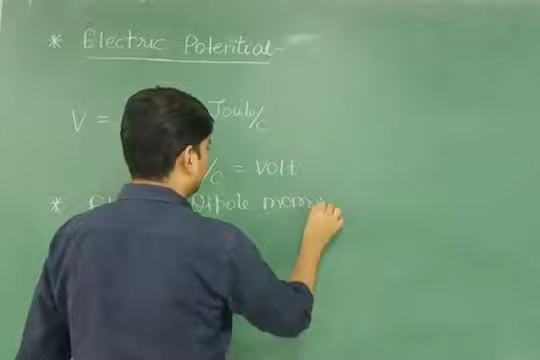 * Electric Potential -
V = Joule/C
/C = volt
* Dipole mom